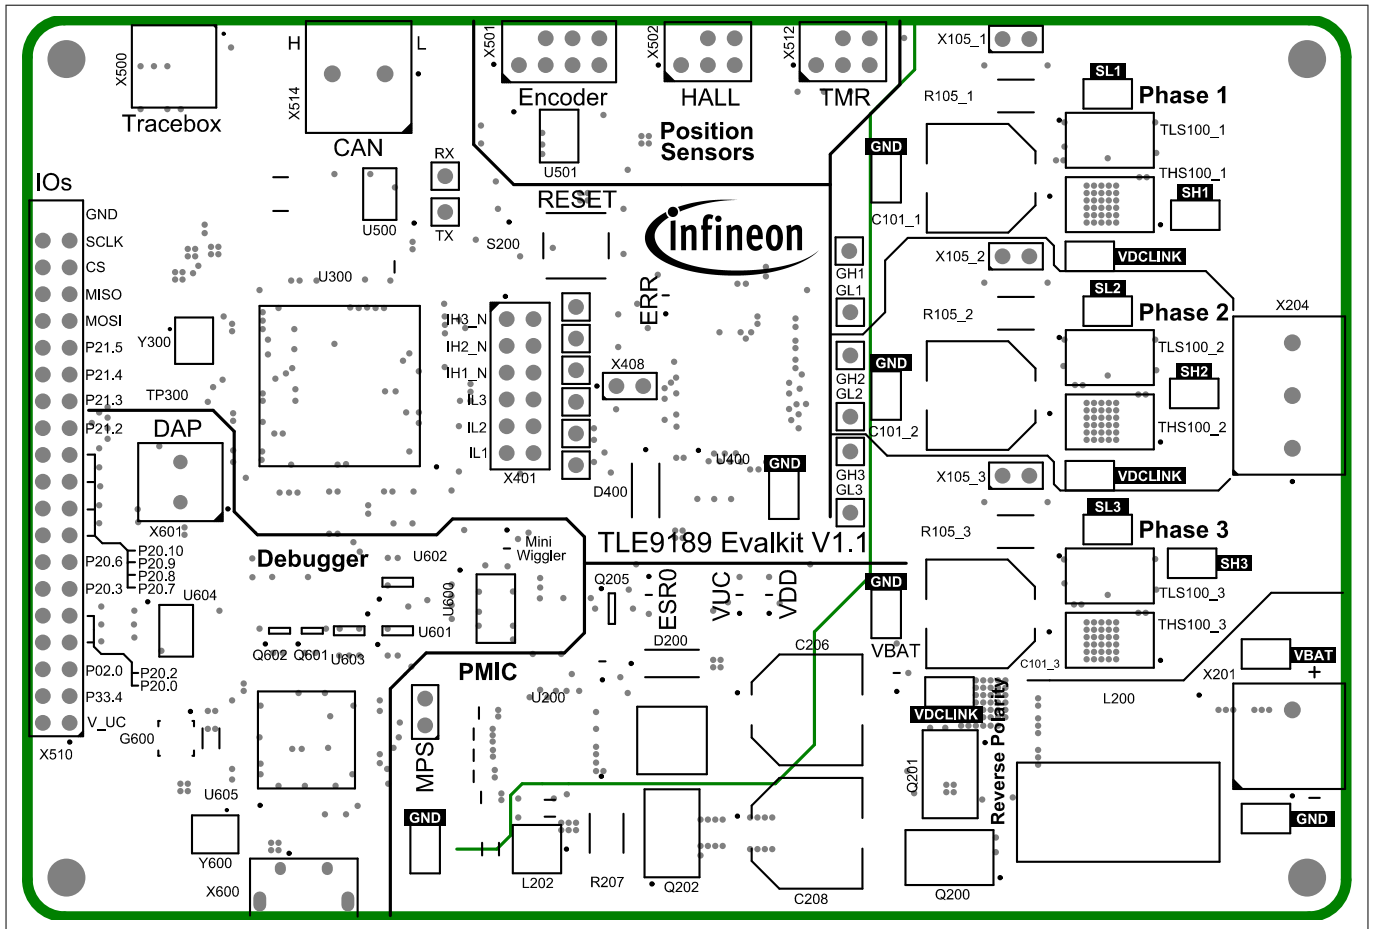 X500
Tracebox
H
L
X514
CAN
X501
Encoder
X502
HALL
X512
TMR
Position
Sensors
U501
X105_1
R105_1
SL1
Phase 1
TLS100_1
THS100_1
SH1
GND
C101_1
VDCLINK
IOs
GND
SCLK
CS
MISO
MOSI
P21.5
P21.4
P21.3
P21.2
P20.6
P20.3
P02.0
P33.4
V_UC
X510
P20.10
P20.9
P20.8
P20.7
P20.2
P20.0
RX
TX
U500
RESET
S200
infineon
U300
Y300
TP300
ERR
IH3_N
IH2_N
IH1_N
IL3
IL2
IL1
X401
X408
D400
U400
GND
GH1
GL1
GH2
GL2
GH3
GL3
X105_2
R105_2
SL2
Phase 2
TLS100_2
SH2
THS100_2
GND
C101_2
VDCLINK
X204
X105_3
R105_3
SL3
Phase 3
SH3
TLS100_3
THS100_3
GND
C101_3
DAP
X601
Debugger
U602
Mini
Wiggler
U600
U601
U603
Q601
Q602
U604
TLE9189 Evalkit V1.1
Q205
ESR0
VUC
VDD
D200
C206
VBAT
PMIC
U200
MPS
GND
VDCLINK
Reverse Polarity
Q201
Q200
L200
X201
VBAT
+
-
GND
G600
U605
Y600
X600
L202
R207
Q202
C208